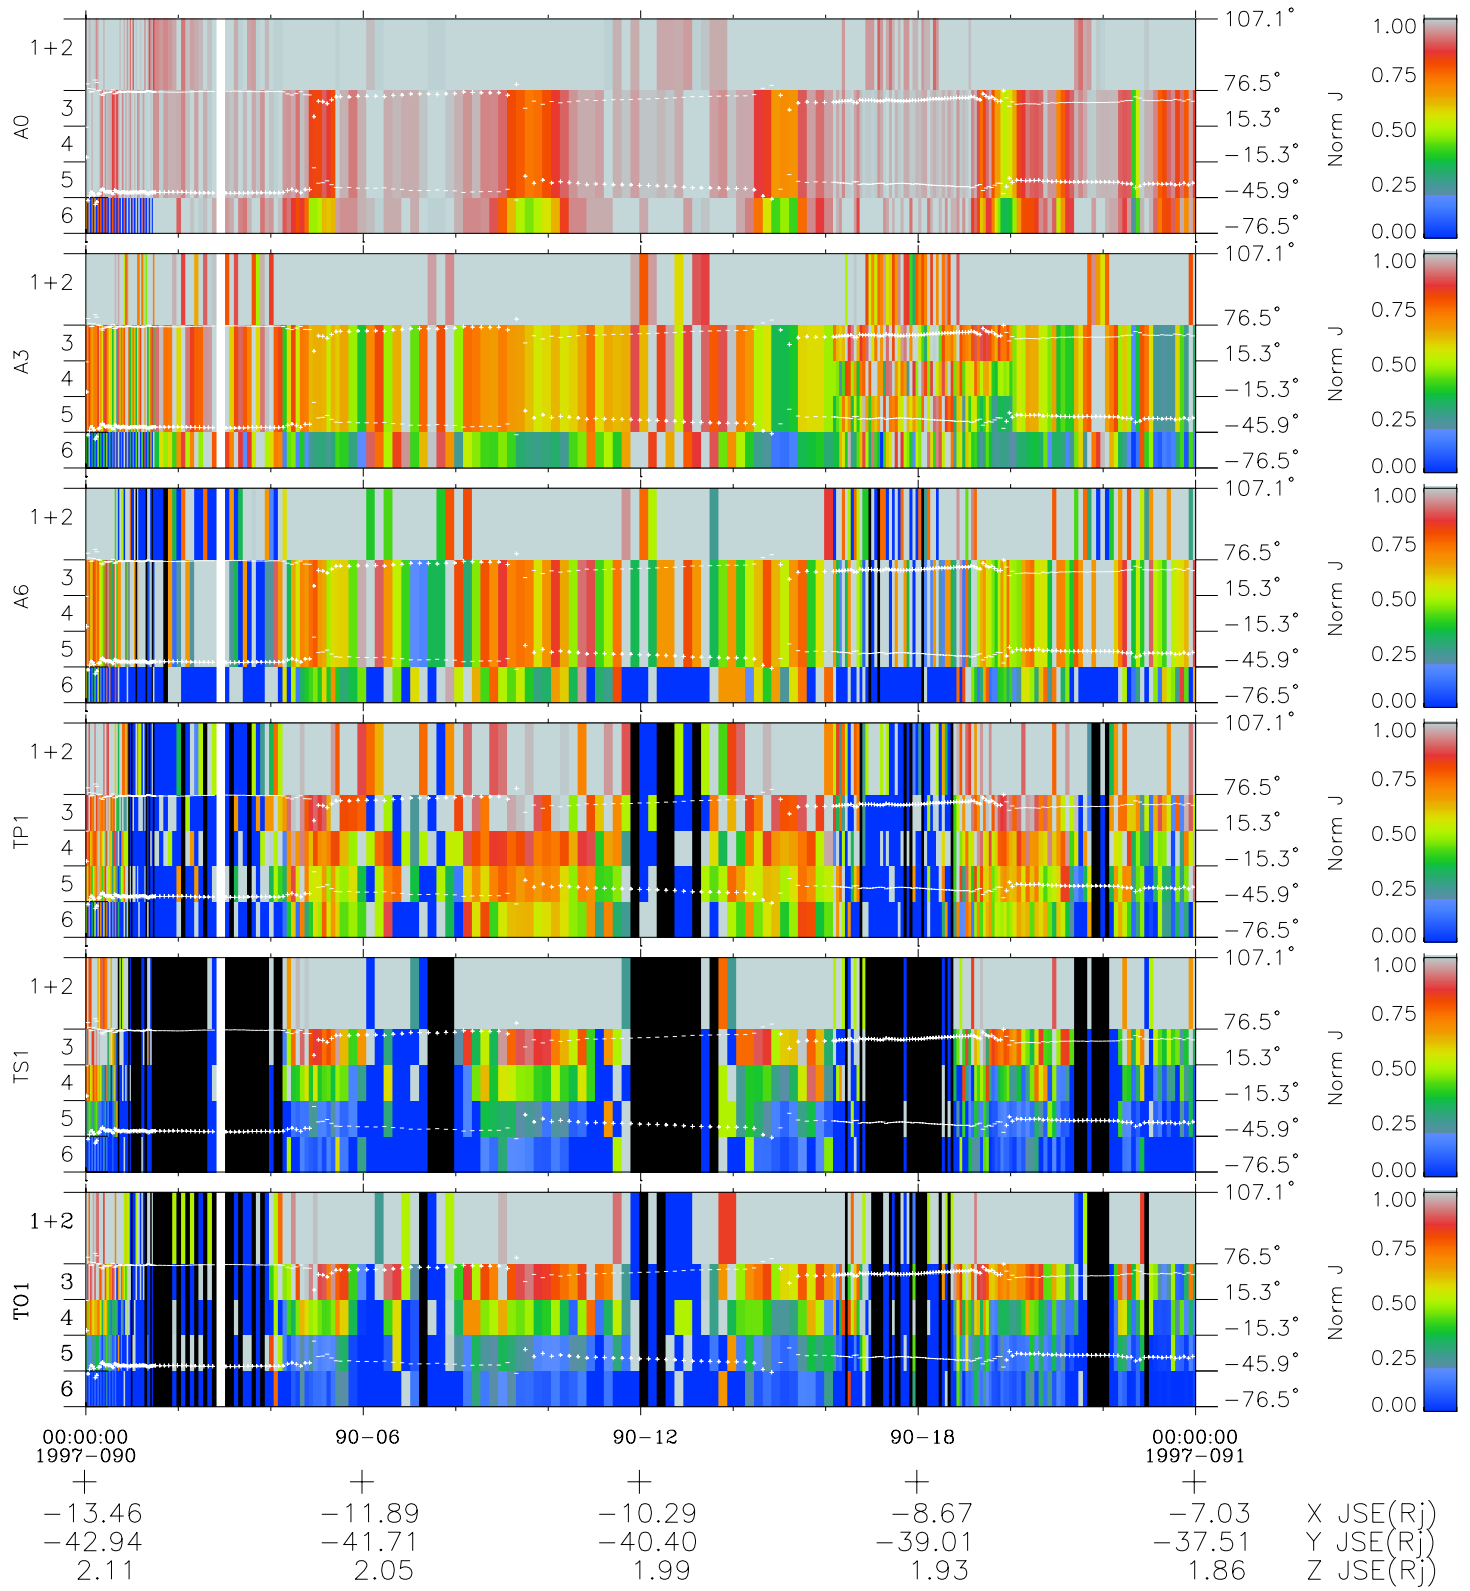 A0 1+2 3 4 5 6 107.1° 76.5° 15.3° −15.3° −45.9° −76.5° Norm J 1.00 0.75 0.50 0.25 0.00
A3 1+2 3 4 5 6 107.1° 76.5° 15.3° −15.3° −45.9° −76.5° Norm J 1.00 0.75 0.50 0.25 0.00
A6 1+2 3 4 5 6 107.1° 76.5° 15.3° −15.3° −45.9° −76.5° Norm J 1.00 0.75 0.50 0.25 0.00
TP1 1+2 3 4 5 6 107.1° 76.5° 15.3° −15.3° −45.9° −76.5° Norm J 1.00 0.75 0.50 0.25 0.00
TS1 1+2 3 4 5 6 107.1° 76.5° 15.3° −15.3° −45.9° −76.5° Norm J 1.00 0.75 0.50 0.25 0.00
TO1 1+2 3 4 5 6 107.1° 76.5° 15.3° −15.3° −45.9° −76.5° Norm J 1.00 0.75 0.50 0.25 0.00
00:00:00 90−06 90−12 90−18 00:00:00
1997−090 1997−091
−13.46 −11.89 −10.29 −8.67 −7.03 X JSE(Rj)
−42.94 −41.71 −40.40 −39.01 −37.51 Y JSE(Rj)
2.11 2.05 1.99 1.93 1.86 Z JSE(Rj)